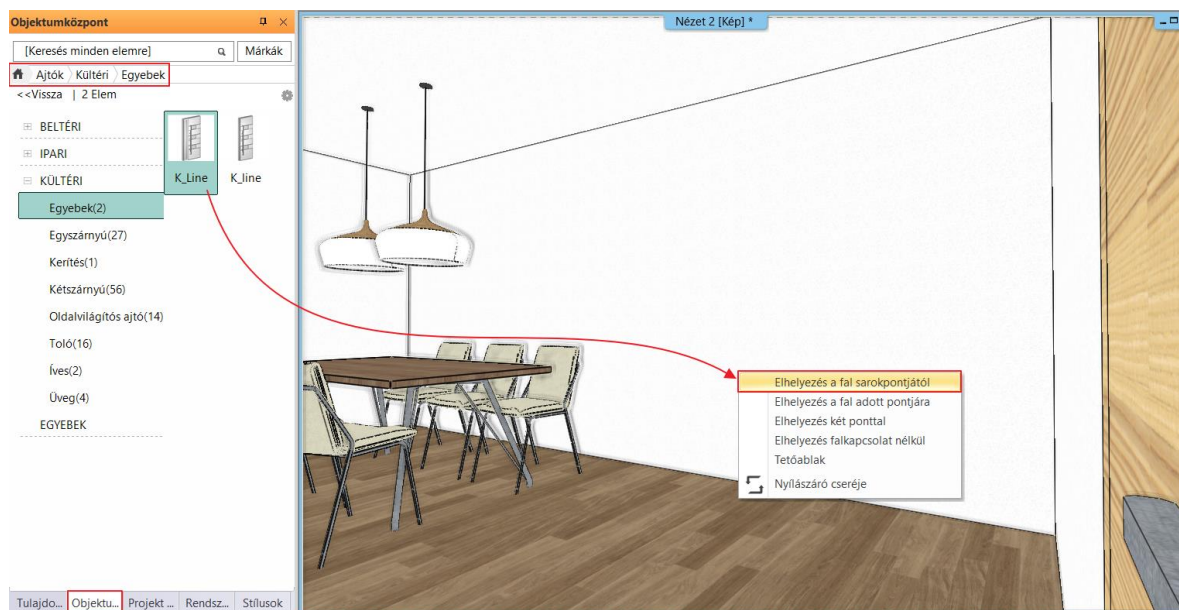 Objektumközpont
[Keresés minden elemre]
Márkák
Ajtók Kültéri Egyebek
<<Vissza | 2 Elem
BELTÉRI
IPARI
KÜLTÉRI
Egyebek(2)
Egyszárnyú(27)
Kerítés(1)
Kétszárnyú(56)
Oldalvilágítós ajtó(14)
Toló(16)
Íves(2)
Üveg(4)
EGYEBEK
K_Line K_line
Tulajdo... Objektu... Projekt ... Rendsz... Stílusok
Nézet 2 [Kép] *
Elhelyezés a fal sarokpontjától
Elhelyezés a fal adott pontjára
Elhelyezés két ponttal
Elhelyezés falkapcsolat nélkül
Tetőablak
Nyílászáró cseréje